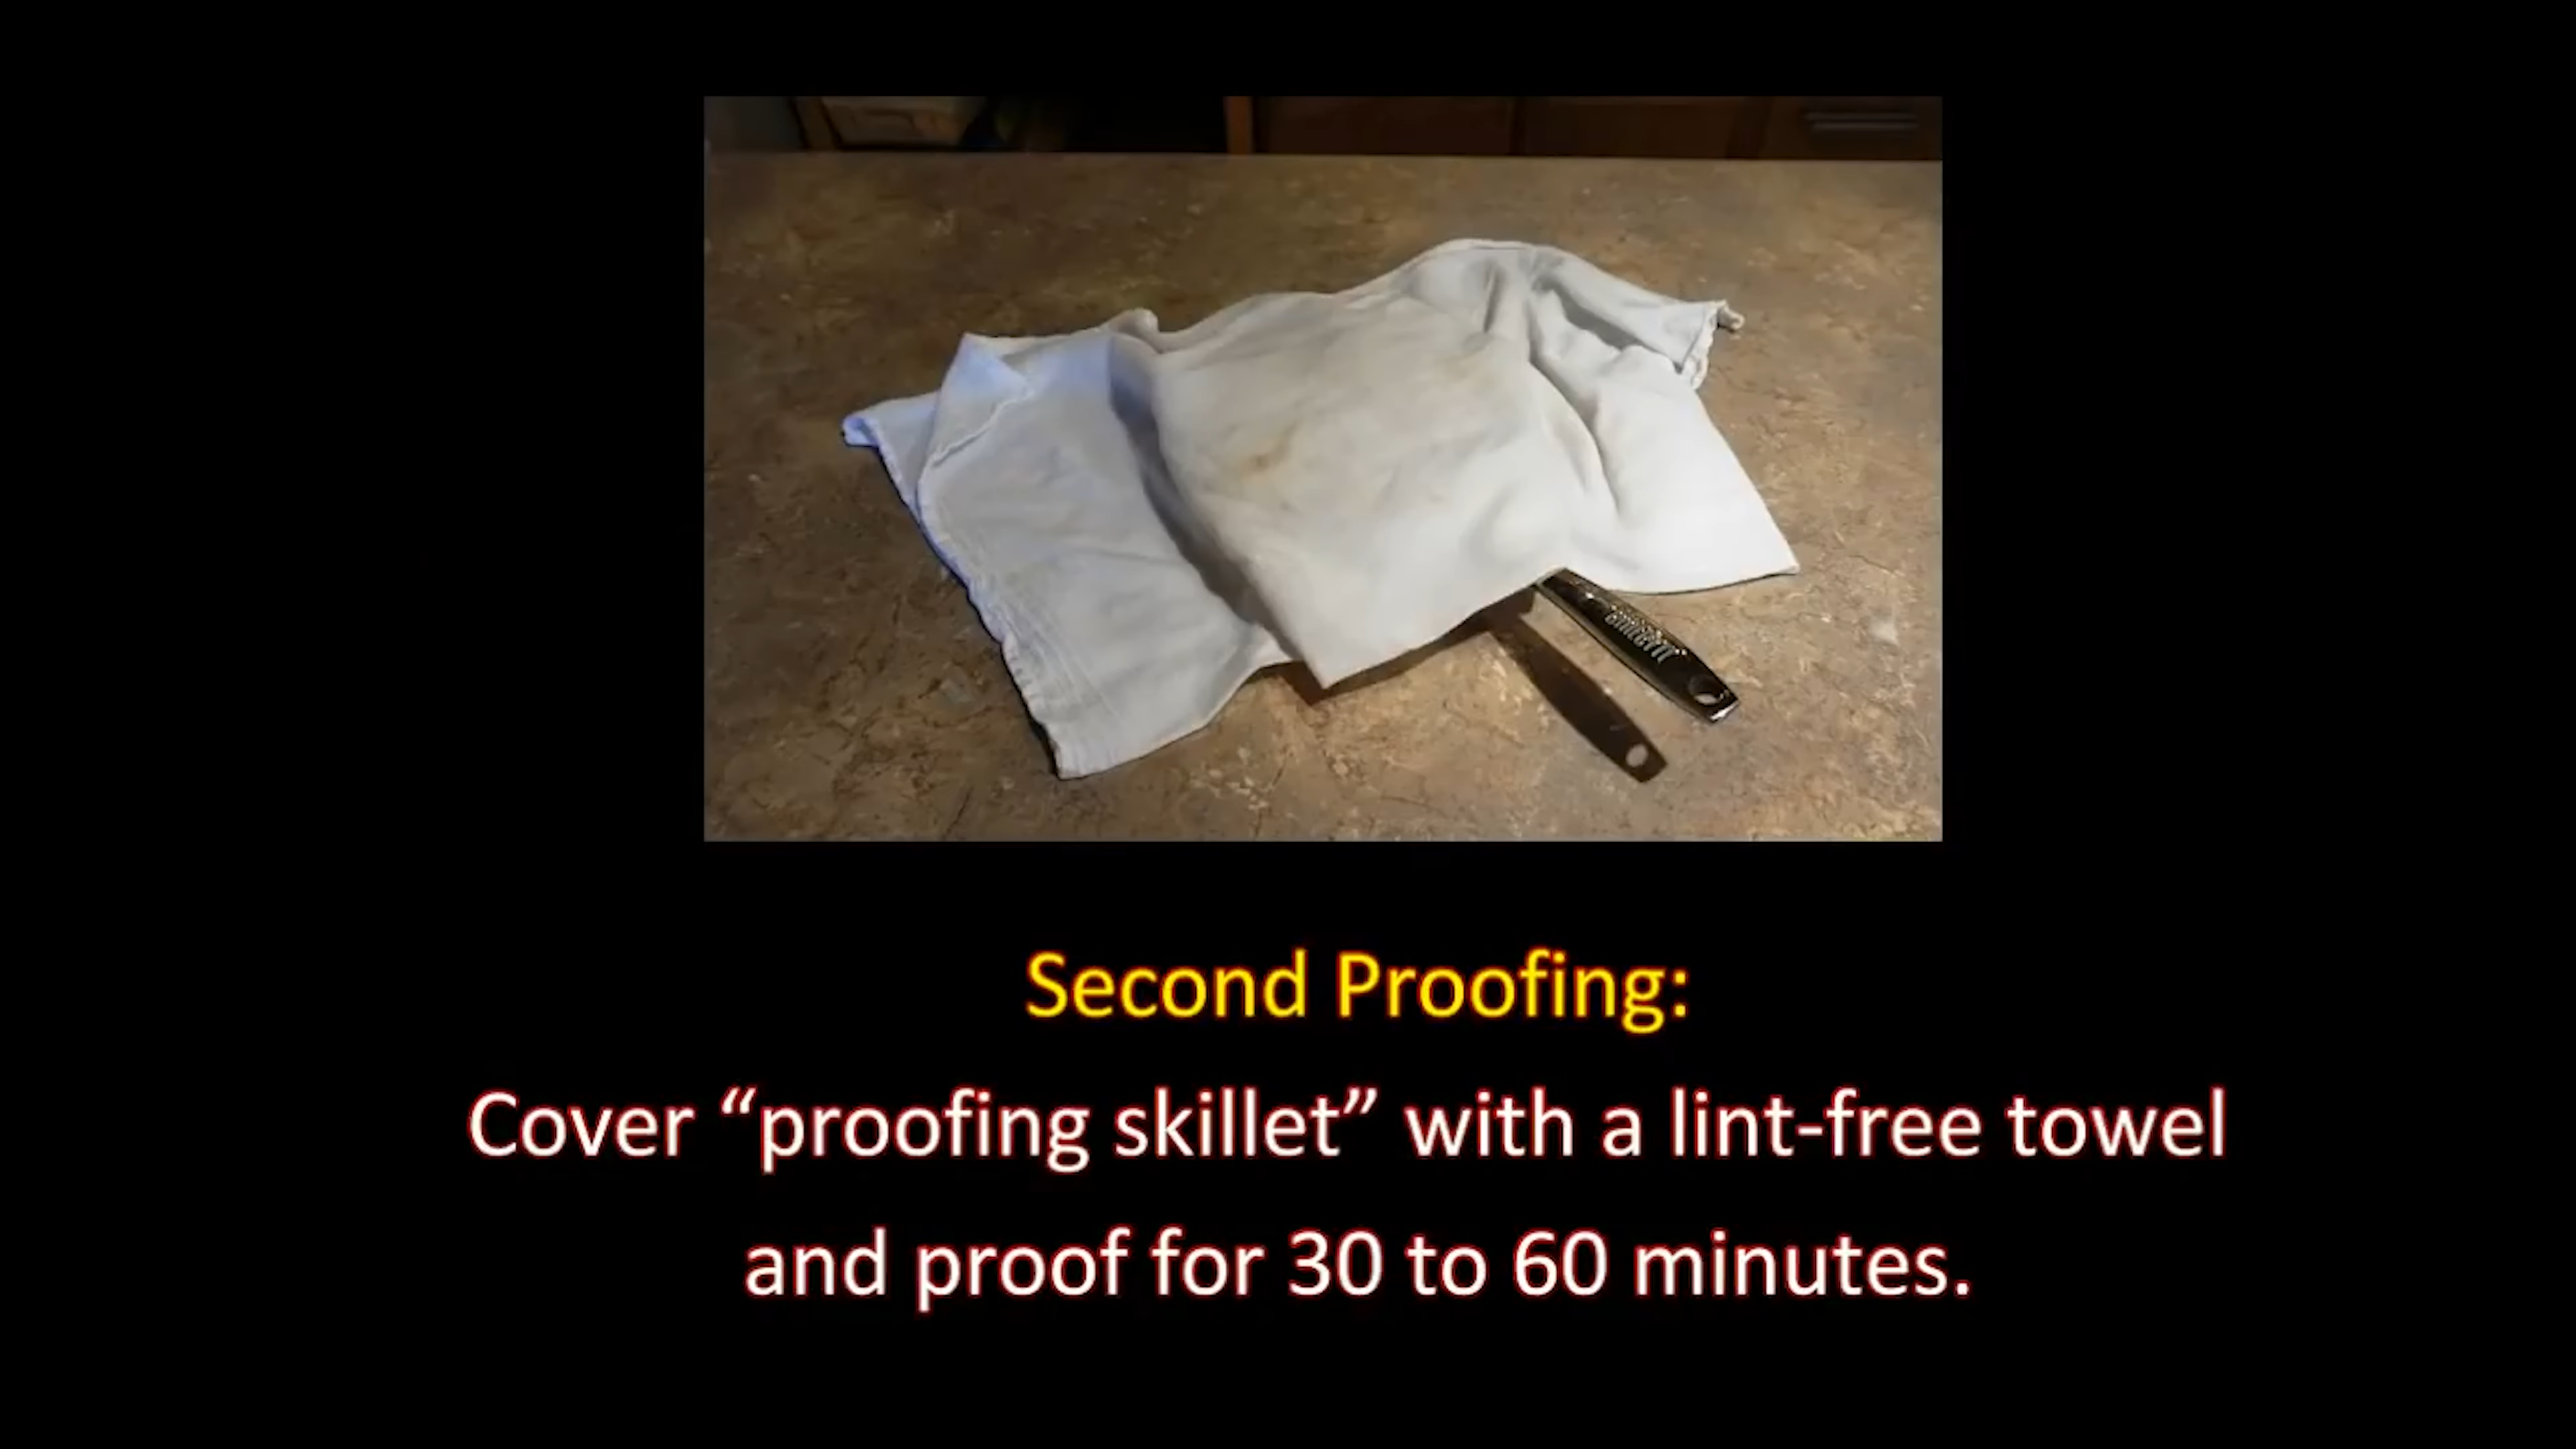 Second Proofing:
Cover “proofing skillet” with a lint-free towel
and proof for 30 to 60 minutes.